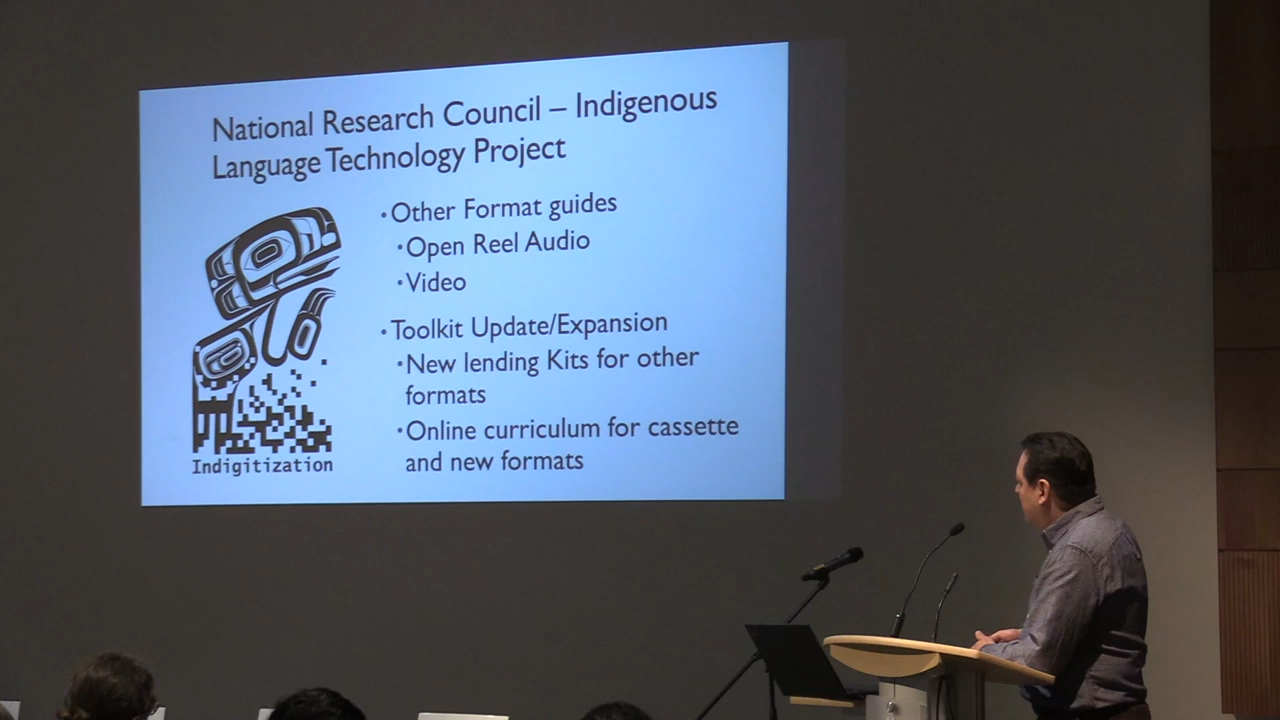 National Research Council – Indigenous
Language Technology Project
•Other Format guides
•Open Reel Audio
•Video
•Toolkit Update/Expansion
•New lending Kits for other
formats
•Online curriculum for cassette
and new formats
Indigitization